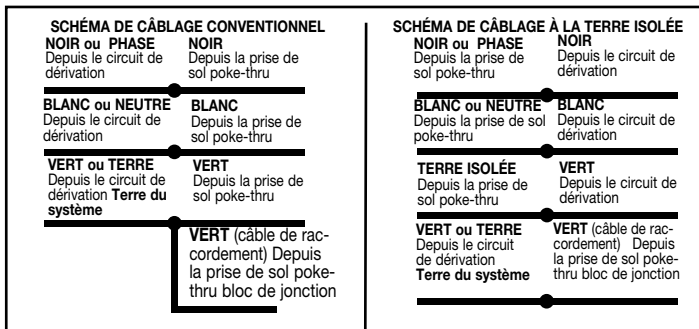 SCHÉMA DE CÂBLAGE CONVENTIONNEL
NOIR ou PHASE
Depuis le circuit de
dérivation
NOIR
Depuis la prise de
sol poke-thru
BLANC ou NEUTRE
Depuis le circuit de
dérivation
BLANC
Depuis la prise de
sol poke-thru
VERT ou TERRE
Depuis le circuit de
dérivation Terre du
système
VERT
Depuis la prise de
sol poke-thru
VERT (câble de rac-
cordement) Depuis
la prise de sol poke-
thru bloc de jonction
SCHÉMA DE CÂBLAGE À LA TERRE ISOLÉE
NOIR ou PHASE
Depuis la prise de
sol poke-thru
NOIR
Depuis le circuit de
dérivation
BLANC ou NEUTRE
Depuis la prise de sol
poke-thru
BLANC
Depuis le circuit de
dérivation
TERRE ISOLÉE
Depuis la prise de
sol poke-thru
VERT
Depuis le circuit de
dérivation
VERT ou TERRE
Depuis le circuit
de dérivation
Terre du système
VERT (câble de rac-
cordement) Depuis
la prise de sol poke-
thru bloc de jonction